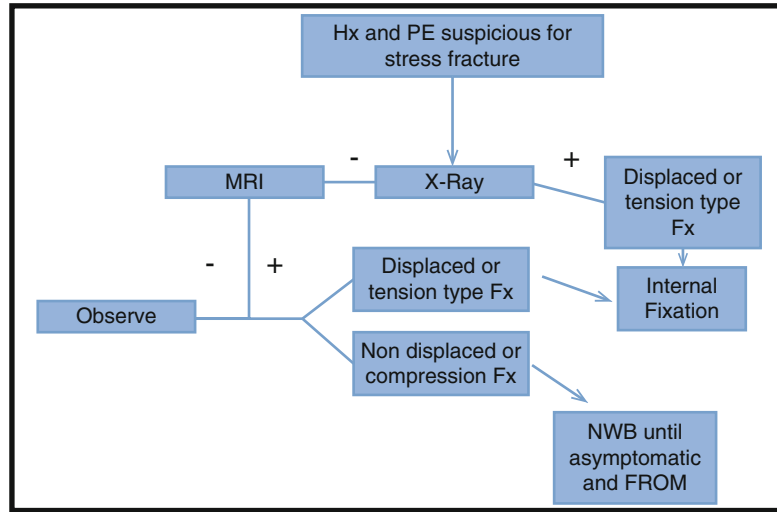 Hx and PE suspicious for
stress fracture
-
+
MRI
X-Ray
Displaced or
tension type
Fx
-
+
Displaced or
tension type Fx
Internal
Fixation
Observe
Non displaced or
compression Fx
NWB until
asymptomatic
and FROM